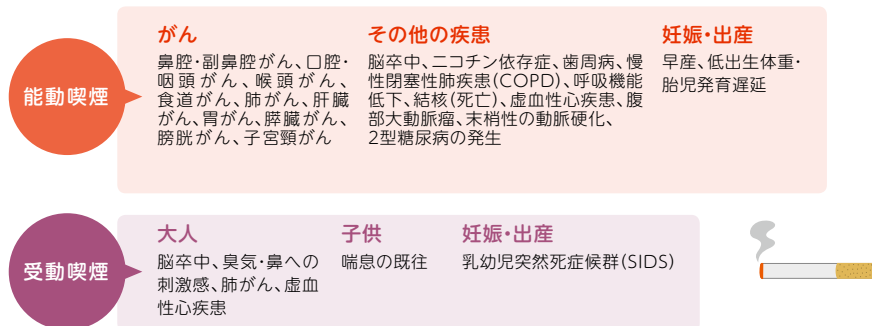 能動喫煙
がん
鼻腔・副鼻腔がん、口腔・
咽頭がん、喉頭がん、
食道がん、肺がん、肝臓
がん、胃がん、膵臓がん、
膀胱がん、子宮頸がん
その他の疾患
脳卒中、ニコチン依存症、歯周病、慢
性閉塞性肺疾患(COPD)、呼吸機能
低下、結核(死亡)、虚血性心疾患、腹
部大動脈瘤、末梢性の動脈硬化、
2型糖尿病の発生
妊娠・出産
早産、低出生体重・
胎児発育遅延
受動喫煙
大人
脳卒中、臭気・鼻への
刺激感、肺がん、虚血
性心疾患
子供
喘息の既往
妊娠・出産
乳幼児突然死症候群(SIDS)